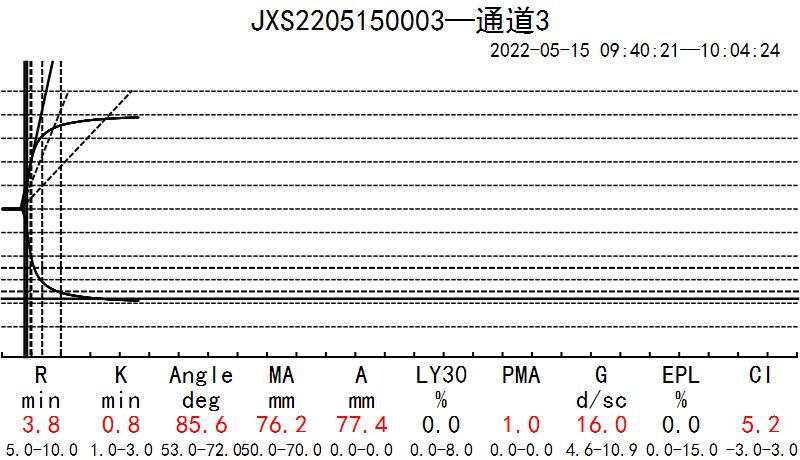 JXS2205150003—通道3
2022-05-15 09:40:21—10:04:24
R K Angle MA A LY30 PMA G EPL CI
min min deg mm mm % d/sc %
3.8 0.8 85.6 76.2 77.4 0.0 1.0 16.0 0.0 5.2
5.0-10.0 1.0-3.0 53.0-72.0 50.0-70.0 0.0-0.0 0.0-8.0 0.0-0.0 4.6-10.9 0.0-15.0 -3.0-3.0